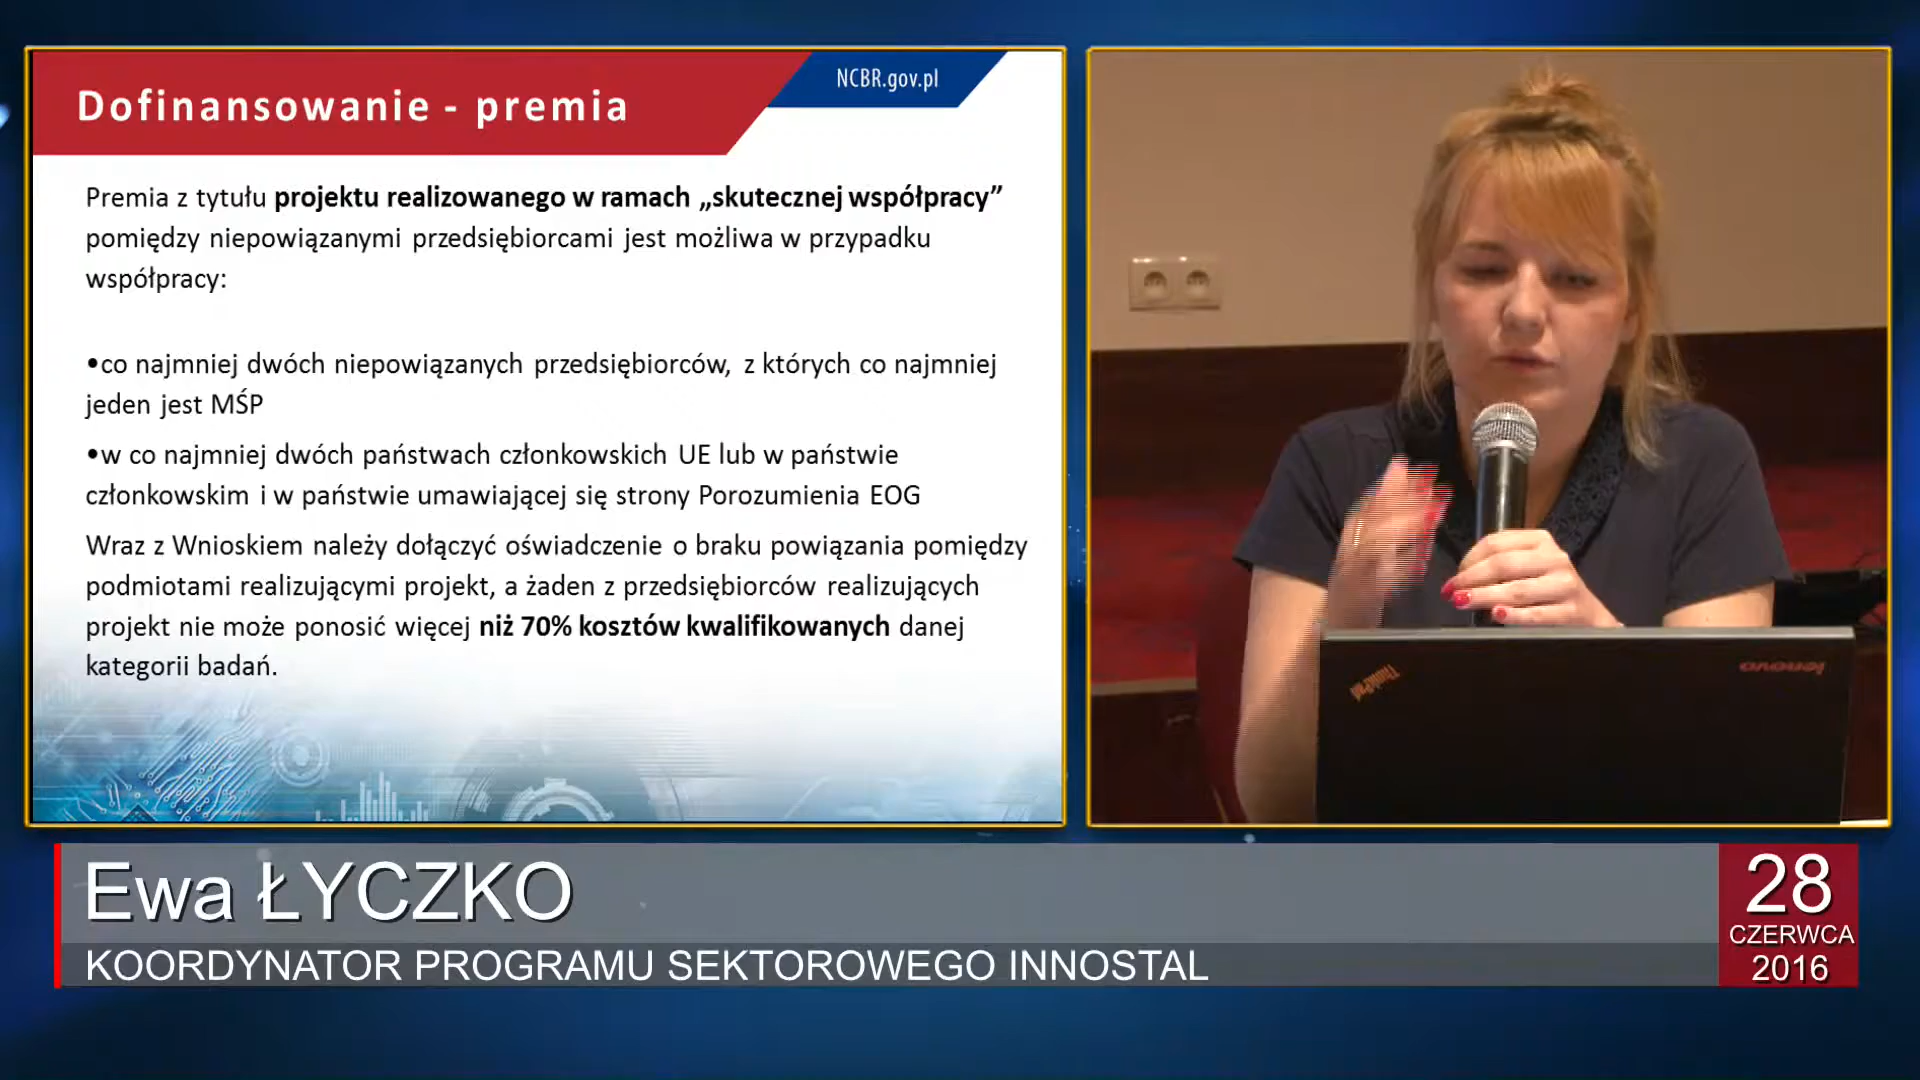 Dofinansowanie - premia
NCBR.gov.pl
Premia z tytułu projektu realizowanego w ramach „skutecznej współpracy”
pomiędzy niepowiązanymi przedsiębiorcami jest możliwa w przypadku
współpracy:
•co najmniej dwóch niepowiązanych przedsiębiorców, z których co najmniej
jeden jest MŚP
•w co najmniej dwóch państwach członkowskich UE lub w państwie
członkowskim i w państwie umawiającej się strony Porozumienia EOG
Wraz z Wnioskiem należy dołączyć oświadczenie o braku powiązania pomiędzy
podmiotami realizującymi projekt, a żaden z przedsiębiorców realizujących
projekt nie może ponosić więcej niż 70% kosztów kwalifikowanych danej
kategorii badań.
ThinkPad
lenovo
Ewa ŁYCZKO
KOORDYNATOR PROGRAMU SEKTOROWEGO INNOSTAL
28
CZERWCA
2016